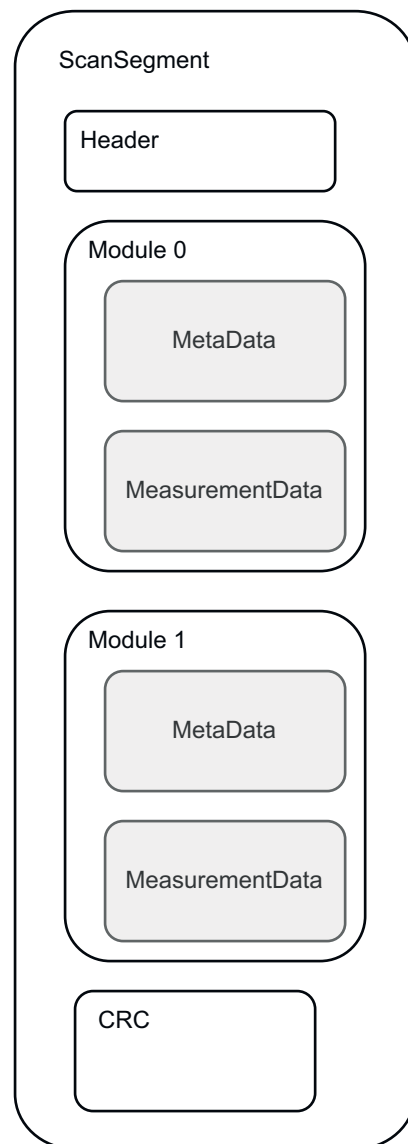 ScanSegment
Header
Module 0
MetaData
MeasurementData
Module 1
MetaData
MeasurementData
CRC